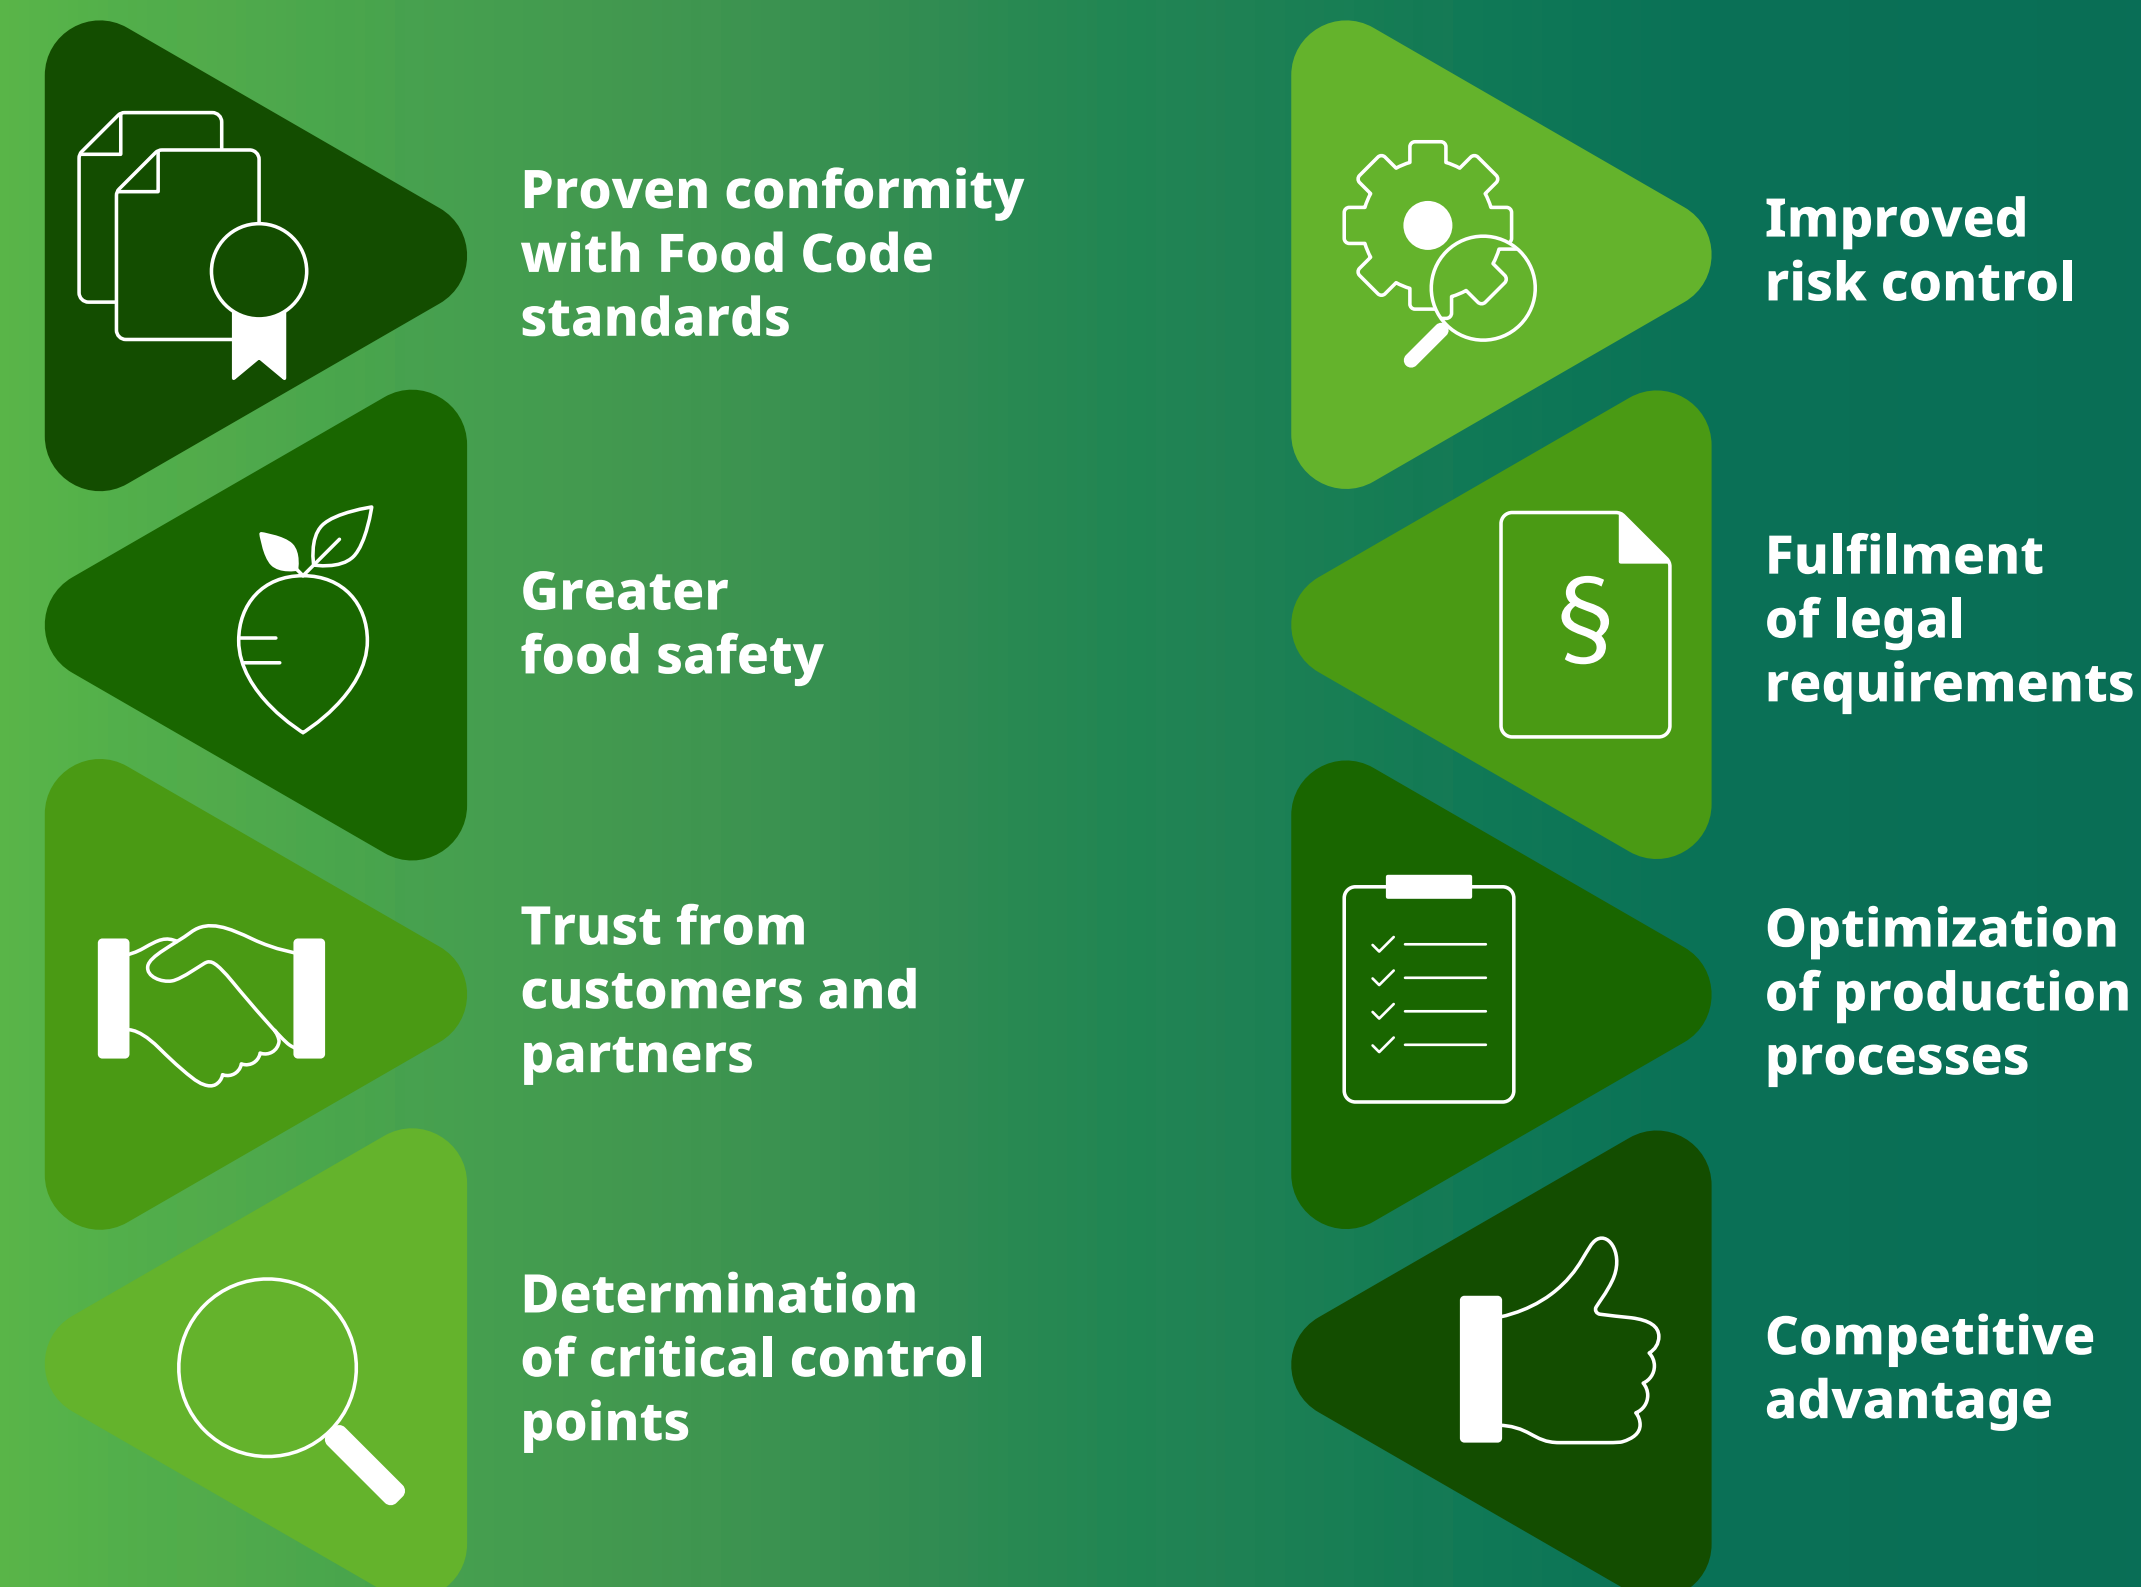 Proven conformity
with Food Code
standards
Greater
food safety
Trust from
customers and
partners
Determination
of critical control
points
Improved
risk control
§
Fulfilment
of legal
requirements
Optimization
of production
processes
Competitive
advantage